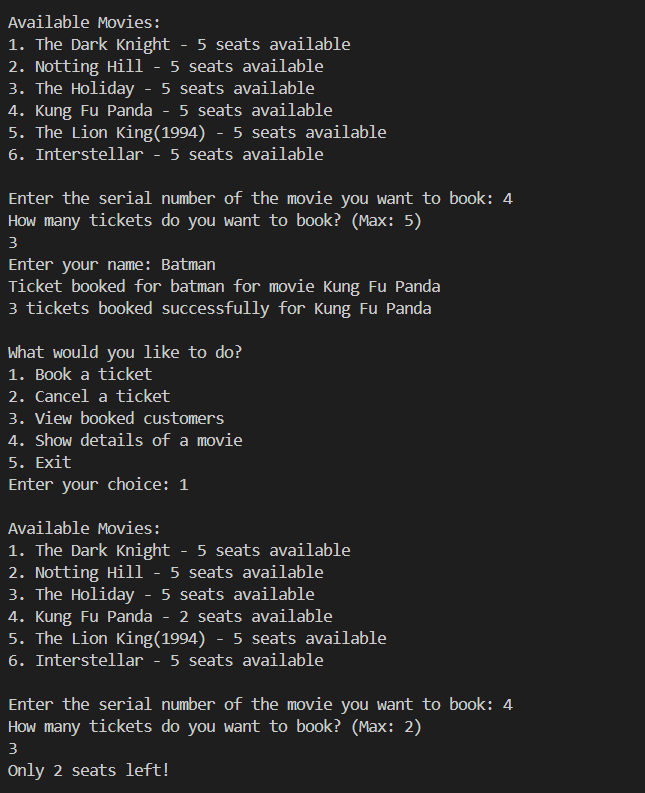 Available Movies:
1. The Dark Knight - 5 seats available
2. Notting Hill - 5 seats available
3. The Holiday - 5 seats available
4. Kung Fu Panda - 5 seats available
5. The Lion King(1994) - 5 seats available
6. Interstellar - 5 seats available
Enter the serial number of the movie you want to book: 4
How many tickets do you want to book? (Max: 5)
3
Enter your name: Batman
Ticket booked for batman for movie Kung Fu Panda
3 tickets booked successfully for Kung Fu Panda
What would you like to do?
1. Book a ticket
2. Cancel a ticket
3. View booked customers
4. Show details of a movie
5. Exit
Enter your choice: 1
Available Movies:
1. The Dark Knight - 5 seats available
2. Notting Hill - 5 seats available
3. The Holiday - 5 seats available
4. Kung Fu Panda - 2 seats available
5. The Lion King(1994) - 5 seats available
6. Interstellar - 5 seats available
Enter the serial number of the movie you want to book: 4
How many tickets do you want to book? (Max: 2)
3
Only 2 seats left!